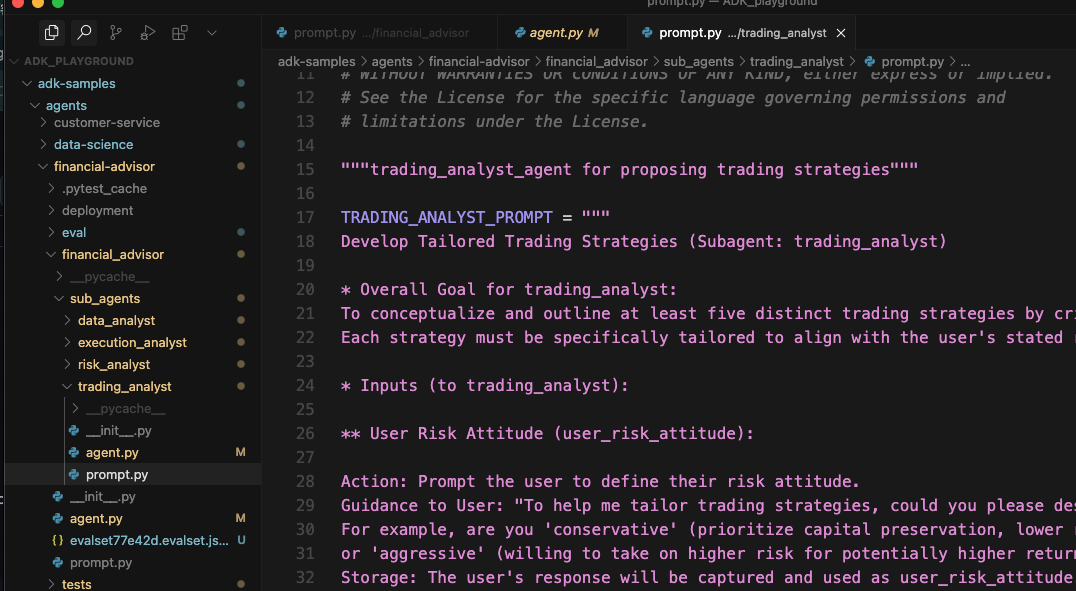 prompt.py — ADK_playground
prompt.py .../financial_advisor
agent.py M
prompt.py .../trading_analyst
adk-samples > agents > financial-advisor > financial_advisor > sub_agents > trading_analyst > prompt.py > ...
ADK_PLAYGROUND
adk-samples
agents
customer-service
data-science
financial-advisor
.pytest_cache
deployment
eval
financial_advisor
__pycache__
sub_agents
data_analyst
execution_analyst
risk_analyst
trading_analyst
__pycache__
__init__.py
agent.py M
prompt.py
__init__.py
agent.py M
{} evalset77e42d.evalset.js... U
prompt.py
tests
11 # WITHOUT WARRANTIES OR CONDITIONS OF ANY KIND, either express or implied.
12 # See the License for the specific language governing permissions and
13 # limitations under the License.
14
15 """trading_analyst_agent for proposing trading strategies"""
16
17 TRADING_ANALYST_PROMPT = """
18 Develop Tailored Trading Strategies (Subagent: trading_analyst)
19
20 * Overall Goal for trading_analyst:
21 To conceptualize and outline at least five distinct trading strategies by
22 Each strategy must be specifically tailored to align with the user's stated
23
24 * Inputs (to trading_analyst):
25
26 ** User Risk Attitude (user_risk_attitude):
27
28 Action: Prompt the user to define their risk attitude.
29 Guidance to User: "To help me tailor trading strategies, could you please
30 For example, are you 'conservative' (prioritize capital preservation, lower
31 or 'aggressive' (willing to take on higher risk for potentially higher
32 Storage: The user's response will be captured and used as user_risk_attitude